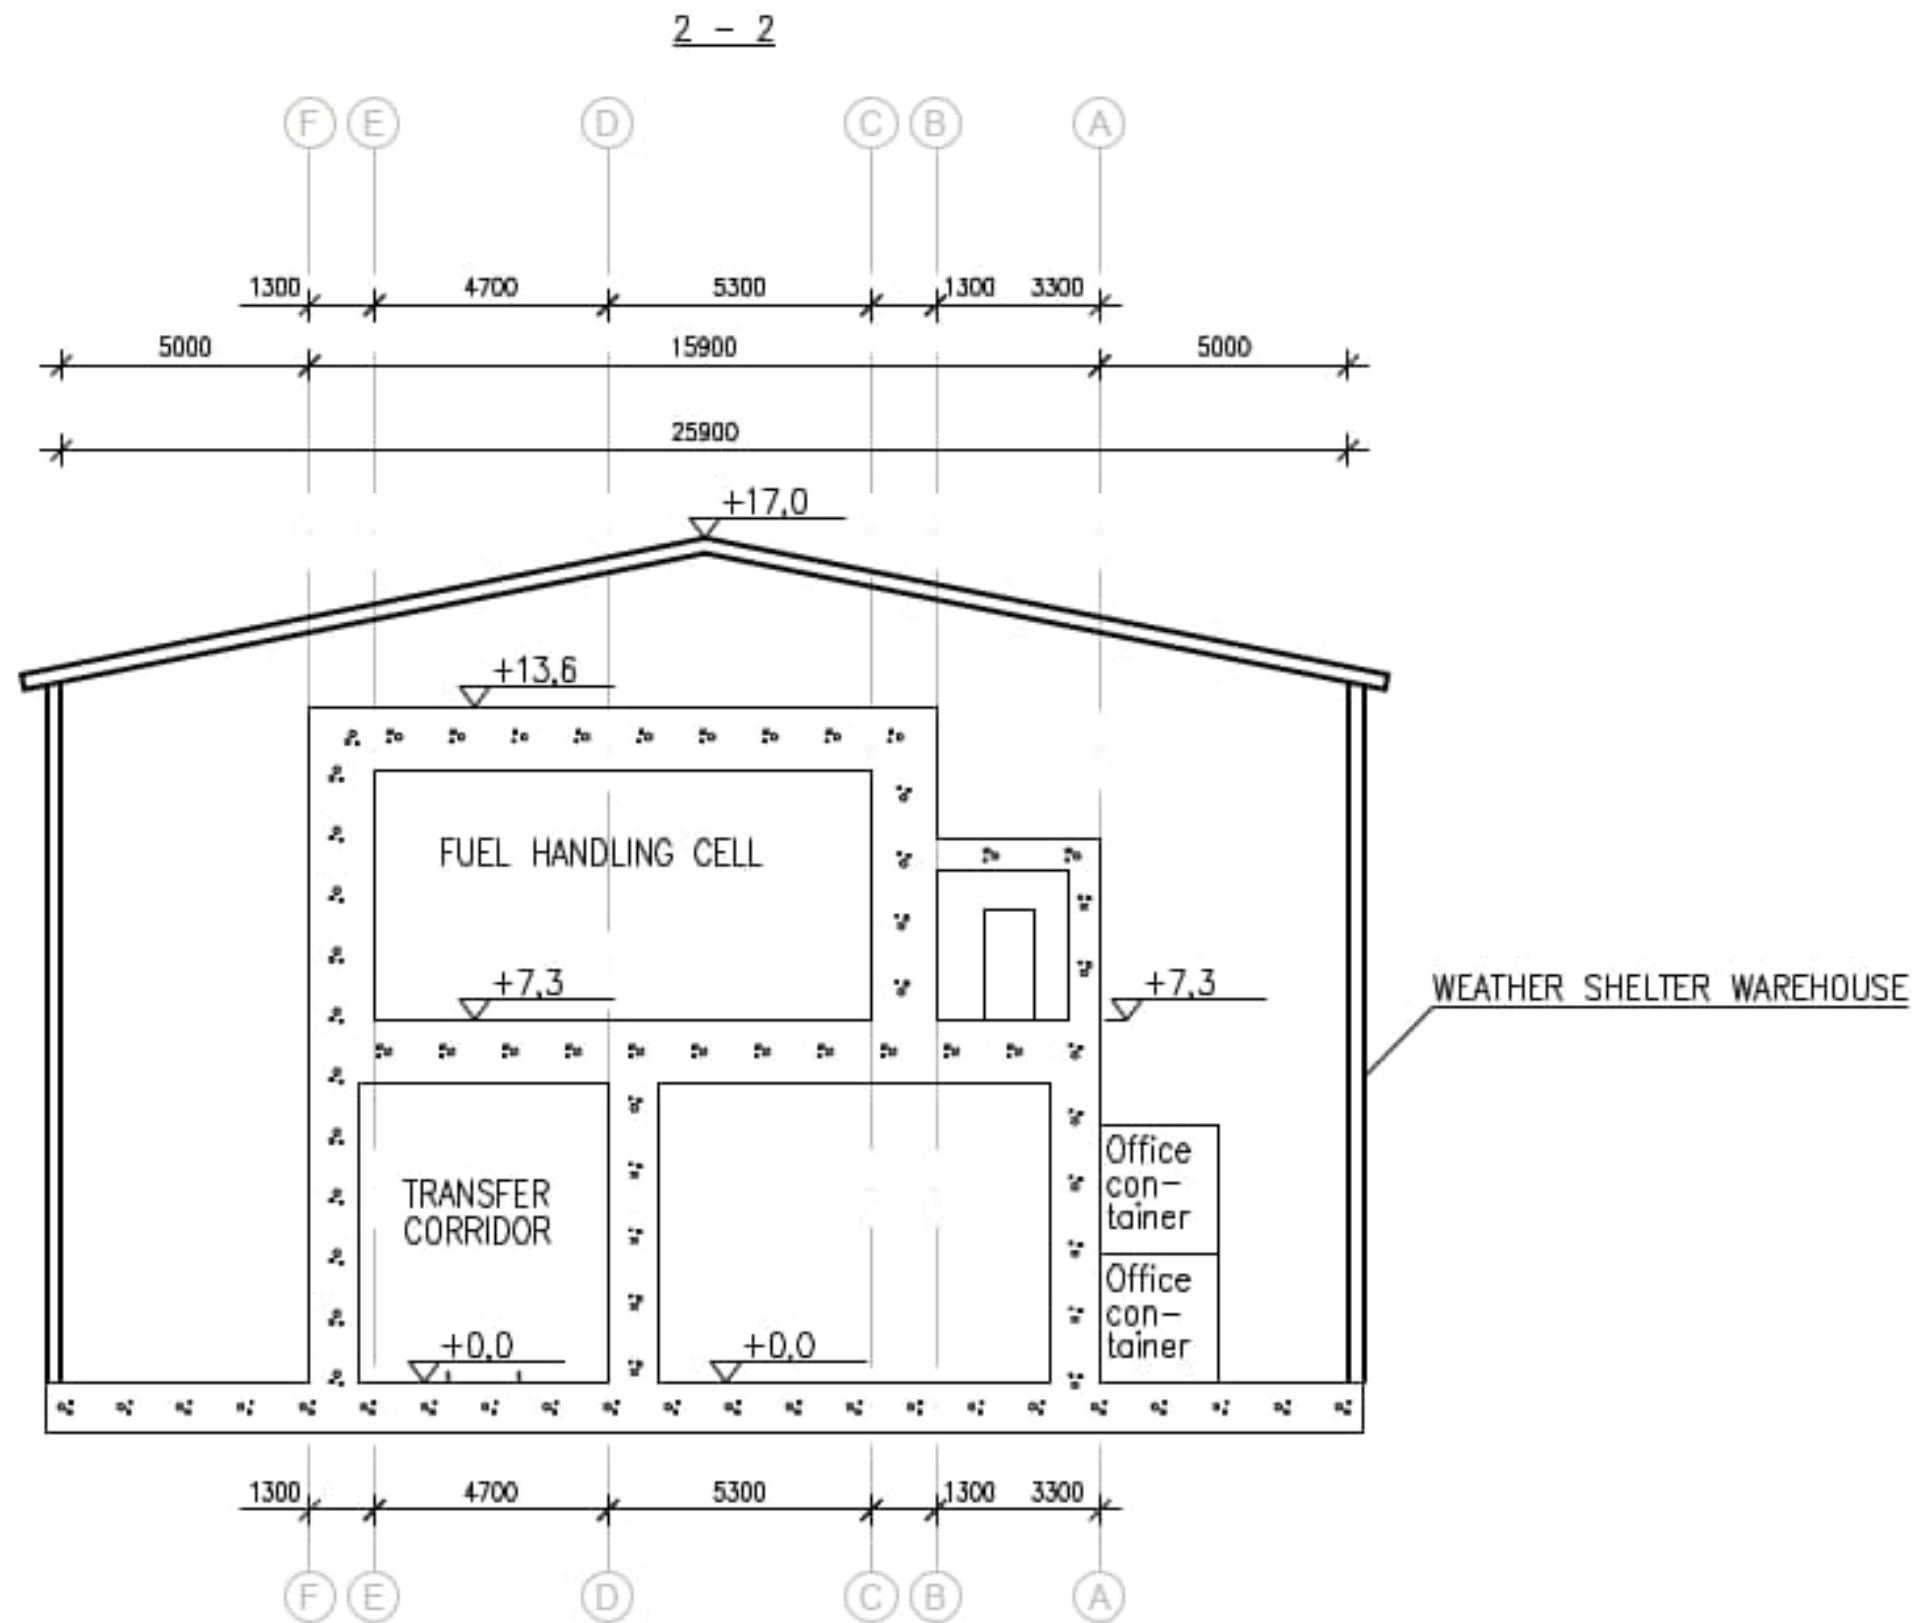 2 - 2
F E D C B A
1300 4700 5300 1300 3300
5000 15900 5000
25900
+17,0
+13,6
FUEL HANDLING CELL
+7,3
+7,3
WEATHER SHELTER WAREHOUSE
Office
con-
tainer
TRANSFER
CORRIDOR
Office
con-
tainer
+0,0
+0,0
1300 4700 5300 1300 3300
F E D C B A